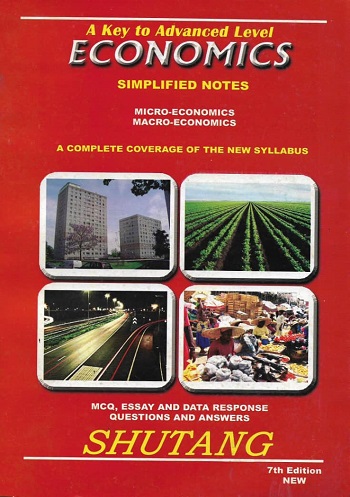 A Key to Advanced Level
ECONOMICS
SIMPLIFIED NOTES
MICRO-ECONOMICS
MACRO-ECONOMICS
A COMPLETE COVERAGE OF THE NEW SYLLABUS
MCQ, ESSAY AND DATA RESPONSE
QUESTIONS AND ANSWERS
SHUTANG
7th Edition
NEW